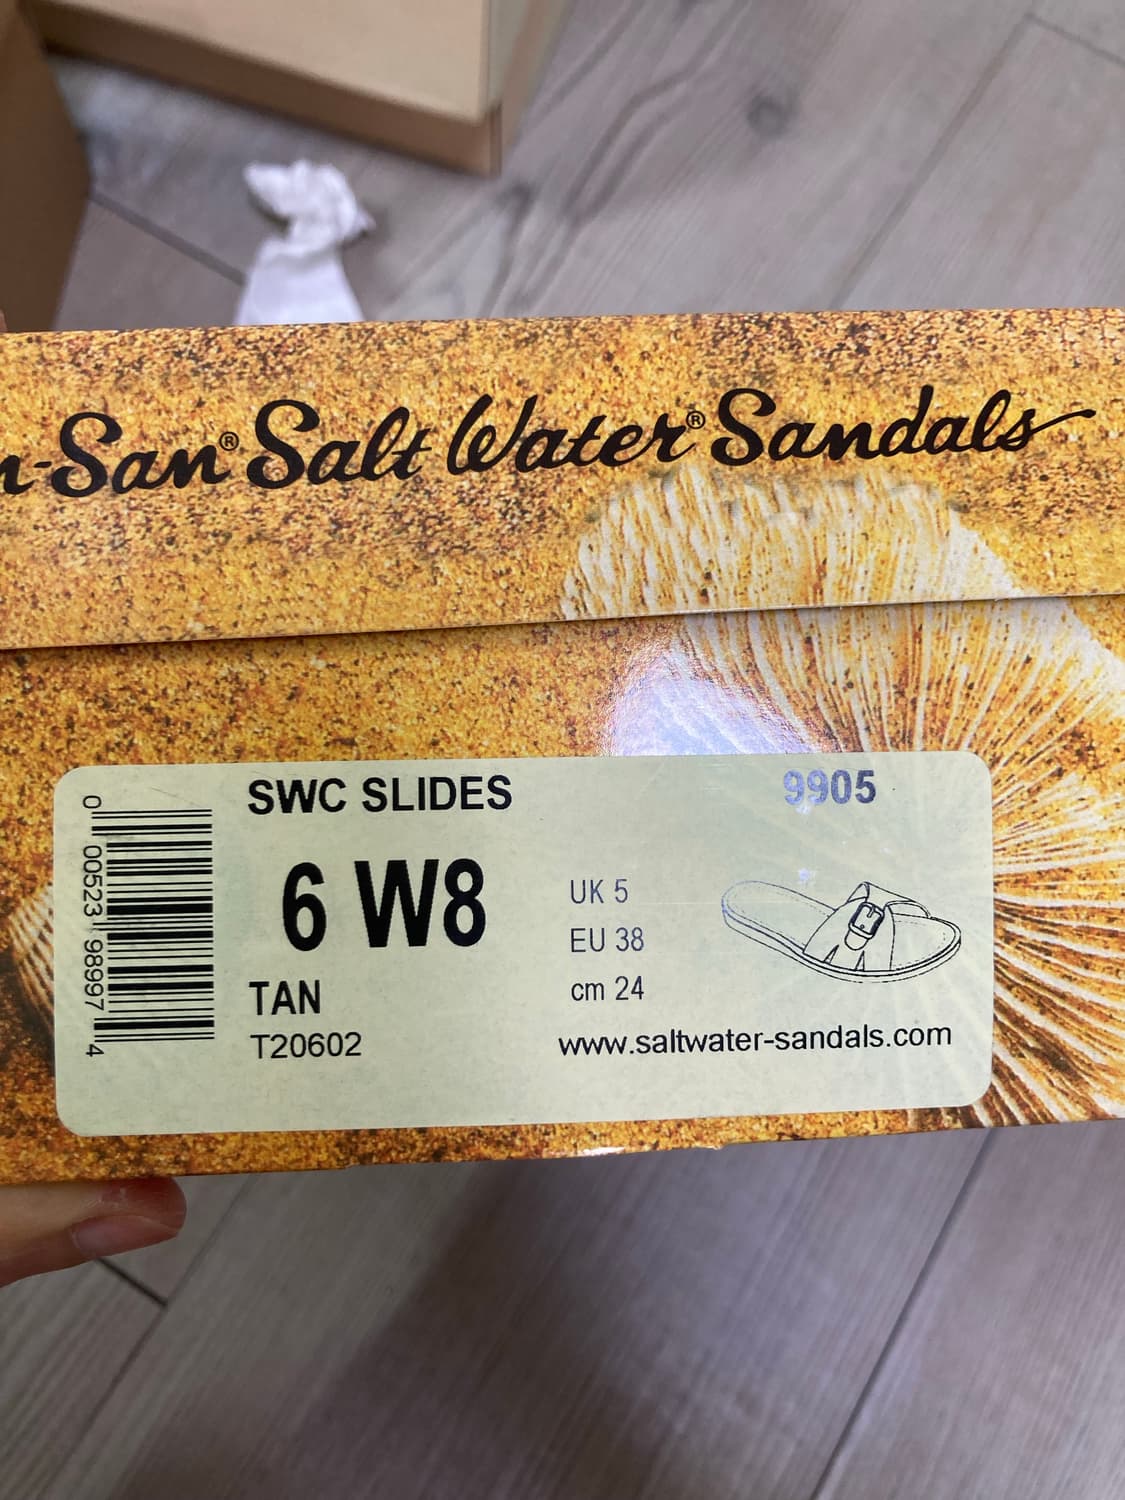 n-San® Salt Water® Sandals
SWC SLIDES
9905
6 W8
UK 5
EU 38
cm 24
TAN
T20602
www.saltwater-sandals.com
0 00523 98997 4